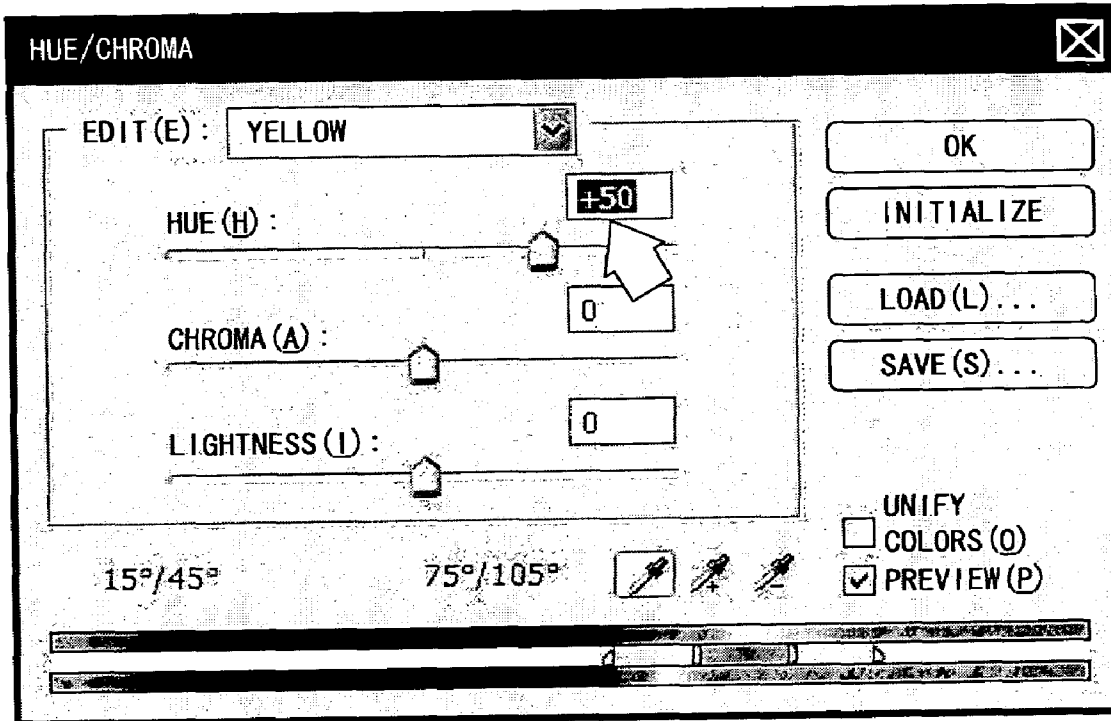 HUE/CHROMA
EDIT(E): YELLOW
HUE(H): +50
CHROMA(A): 0
LIGHTNESS(I): 0
15°/45° 75°/105°
OK
INITIALIZE
LOAD(L)...
SAVE(S)...
UNIFY
COLORS(O)
PREVIEW(P)